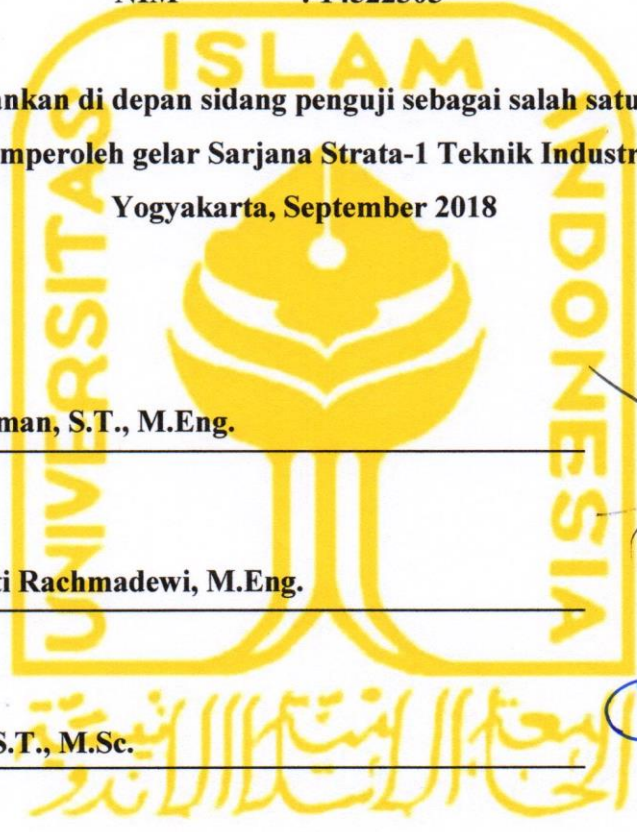 ISLAM
UNIVERSITAS
INDONESIA
ankan di depan sidang penguji sebagai salah satu
mperoleh gelar Sarjana Strata-1 Teknik Industr
Yogyakarta, September 2018
man, S.T., M.Eng.
ti Rachmadewi, M.Eng.
S.T., M.Sc.